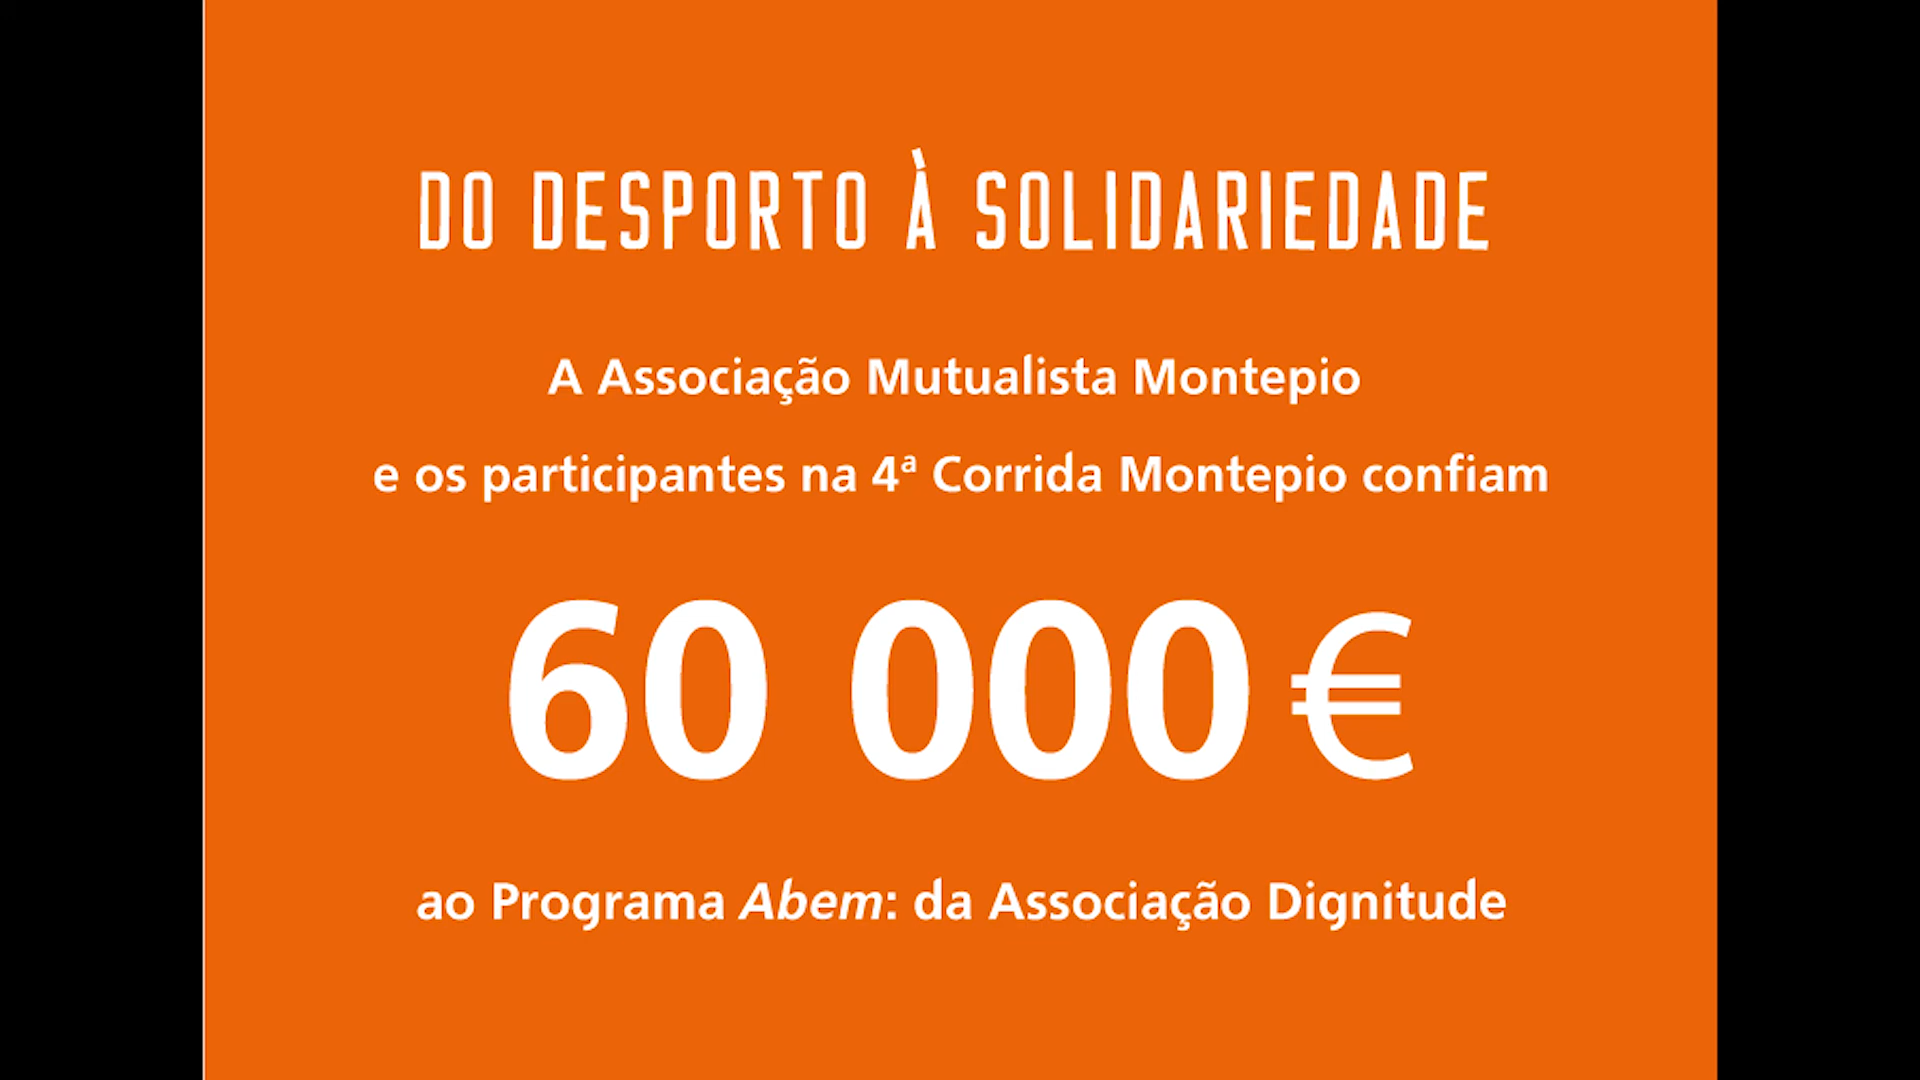 DO DESPORTO À SOLIDARIEDADE
A Associação Mutualista Montepio
e os participantes na 4ª Corrida Montepio confiam
60 000 €
ao Programa Abem: da Associação Dignitude